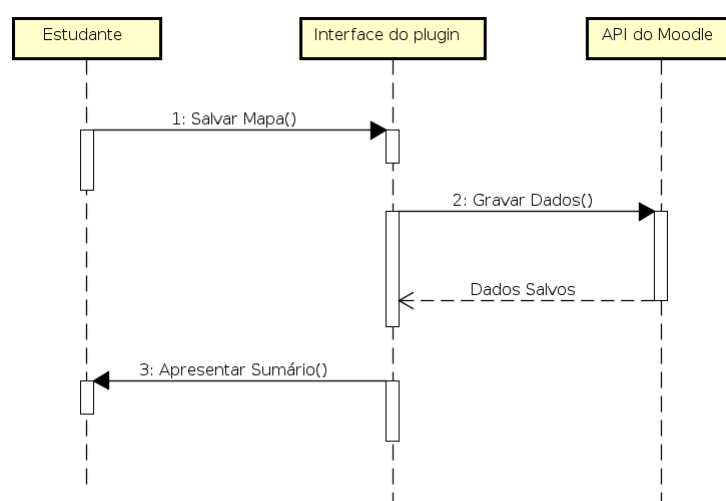 Estudante
Interface do plugin
API do Moodle
1: Salvar Mapa()
2: Gravar Dados()
Dados Salvos
3: Apresentar Sumário()